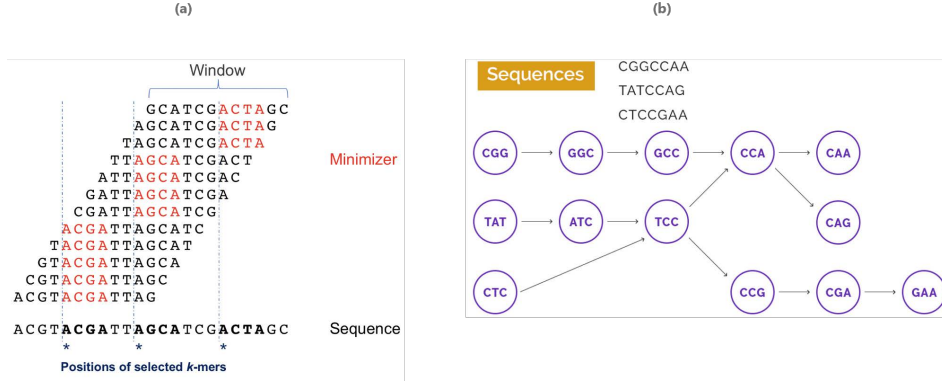 (a)
Window
GCATCGACTAGC
AGCATCGACTAG
TAGCATCGACTA
TTAGCATCGACT Minimizer
ATTAGCATCGAC
GATTAGCATCGA
CGATTAGCATCG
ACGATTAGCATC
TACGATTAGCAT
GTACGATTAGCA
CGTACGATTAGC
ACGTACGATTAG
ACGTACGATTAGCATCGACTAGC Sequence
* * *
Positions of selected k-mers
(b)
Sequences
CGGCCAA
TATCCAG
CTCCGAA
CGG GGC GCC CCA CAA
TAT ATC TCC CAG
CTC CCG CGA GAA